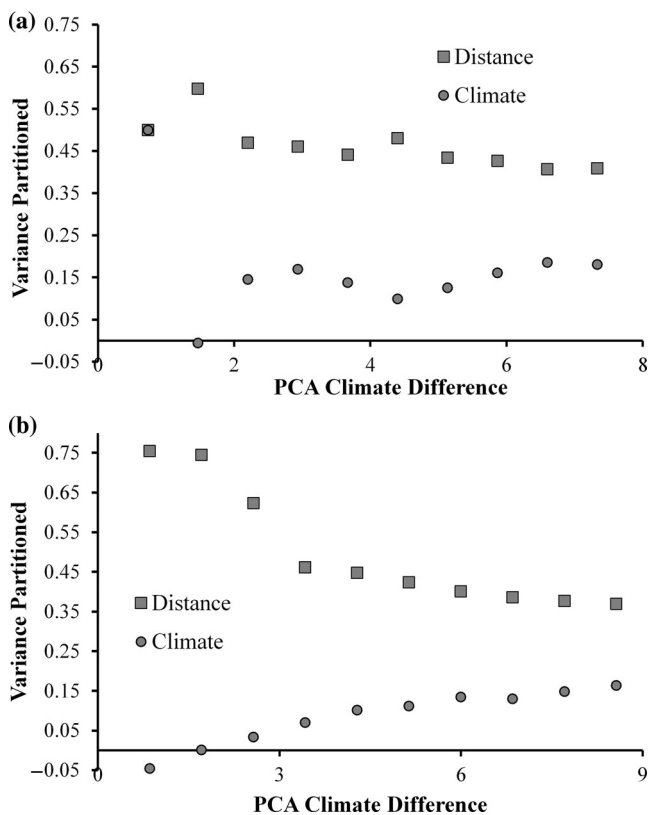 (a)
0.75
0.65
0.55
0.45
0.35
0.25
0.15
0.05
−0.05
Variance Partitioned
Distance
Climate
0 2 4 6 8
PCA Climate Difference
(b)
0.75
0.65
0.55
0.45
0.35
0.25
0.15
0.05
−0.05
Variance Partitioned
Distance
Climate
0 3 6 9
PCA Climate Difference